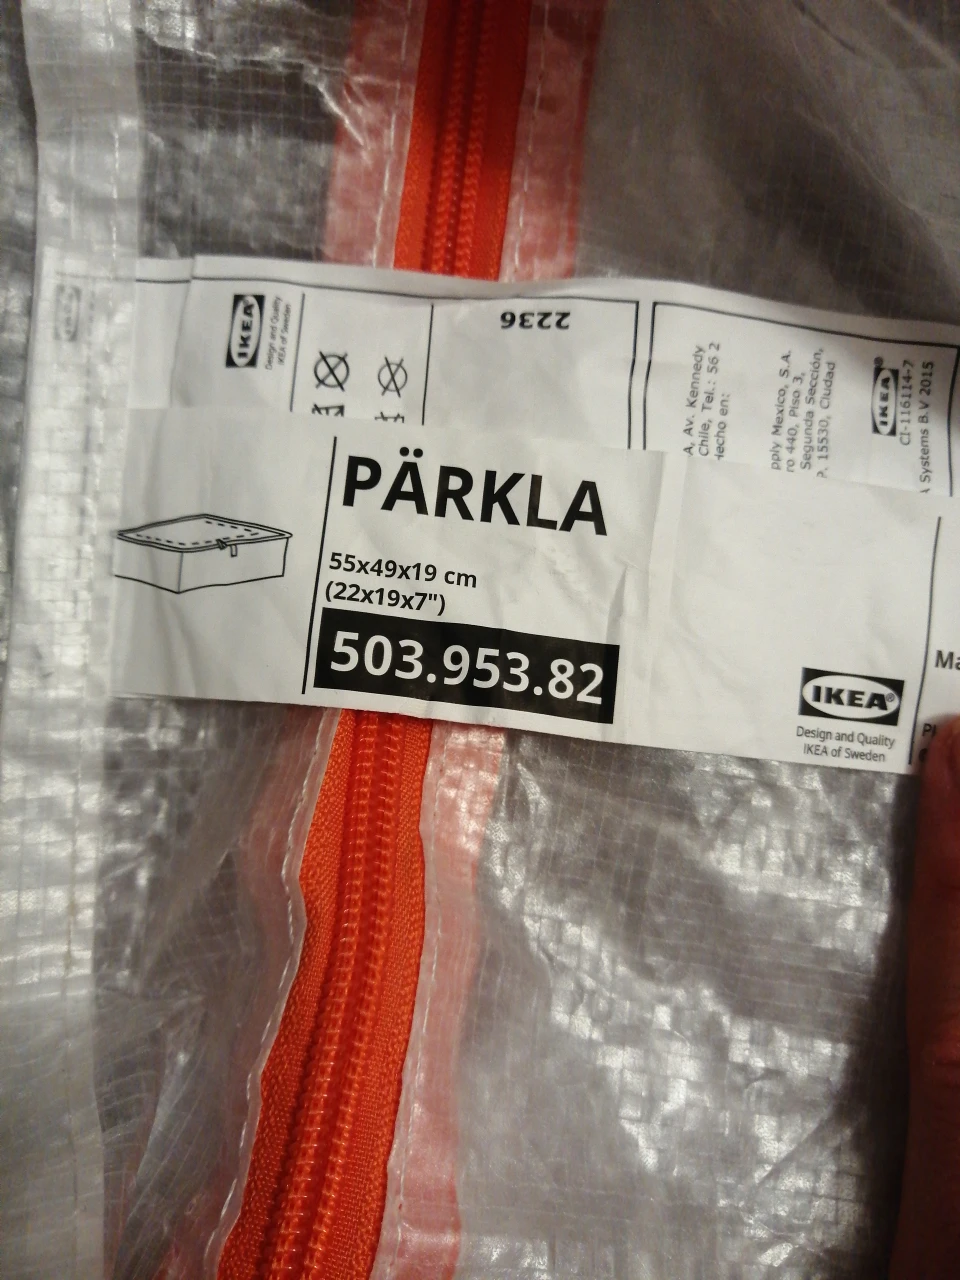 IKEA
Design and Quality
IKEA of Sweden
2236
A, Av. Kennedy
Chile, Tel.: 56 2
Hecho en:
pply Mexico, S.A.
ro 440, Piso 3,
Segunda Sección,
P. 15530, Ciudad
IKEA®
CI-116114-7
A Systems B.V 2015
PÄRKLA
55x49x19 cm
(22x19x7")
503.953.82
IKEA®
Design and Quality
IKEA of Sweden
Ma